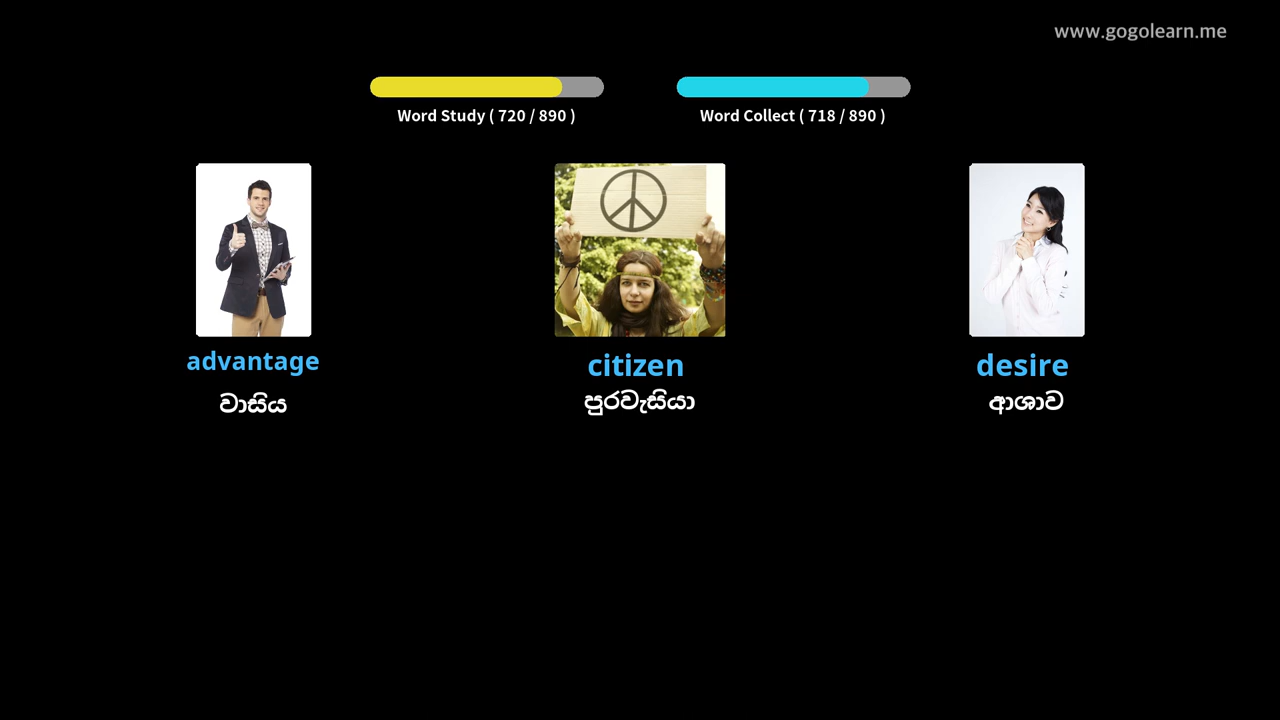 www.gogolearn.me
Word Study ( 720 / 890 )
Word Collect ( 718 / 890 )
advantage
citizen
desire
වාසිය
පුරවැසියා
ආශාව